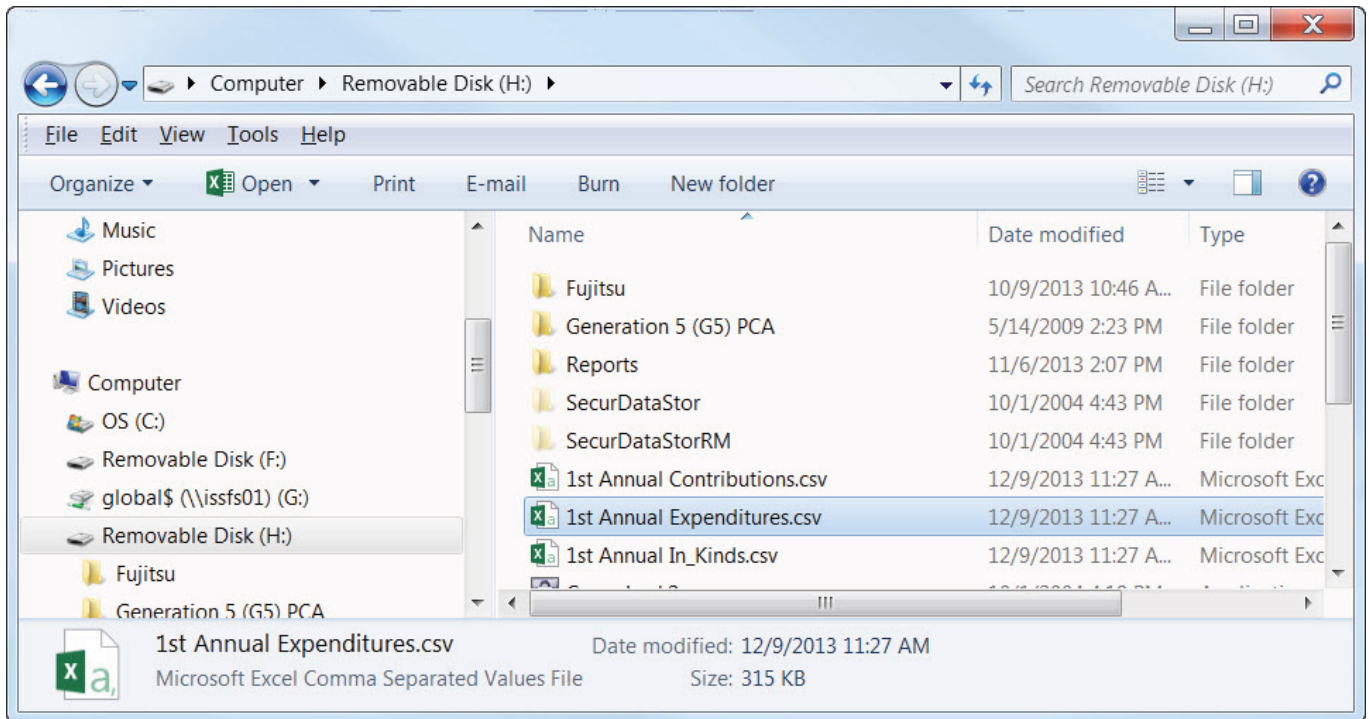 Computer Removable Disk (H:) Search Removable Disk (H:)
File Edit View Tools Help
Organize Open Print E-mail Burn New folder
Music
Pictures
Videos
Computer
OS (C:)
Removable Disk (F:)
global$ (\\issfs01) (G:)
Removable Disk (H:)
Fujitsu
Generation 5 (G5) PCA
Name Date modified Type
Fujitsu 10/9/2013 10:46 A... File folder
Generation 5 (G5) PCA 5/14/2009 2:23 PM File folder
Reports 11/6/2013 2:07 PM File folder
SecurDataStor 10/1/2004 4:43 PM File folder
SecurDataStorRM 10/1/2004 4:43 PM File folder
1st Annual Contributions.csv 12/9/2013 11:27 A... Microsoft Exc
1st Annual Expenditures.csv 12/9/2013 11:27 A... Microsoft Exc
1st Annual In_Kinds.csv 12/9/2013 11:27 A... Microsoft Exc
1st Annual Expenditures.csv Date modified: 12/9/2013 11:27 AM
Microsoft Excel Comma Separated Values File Size: 315 KB